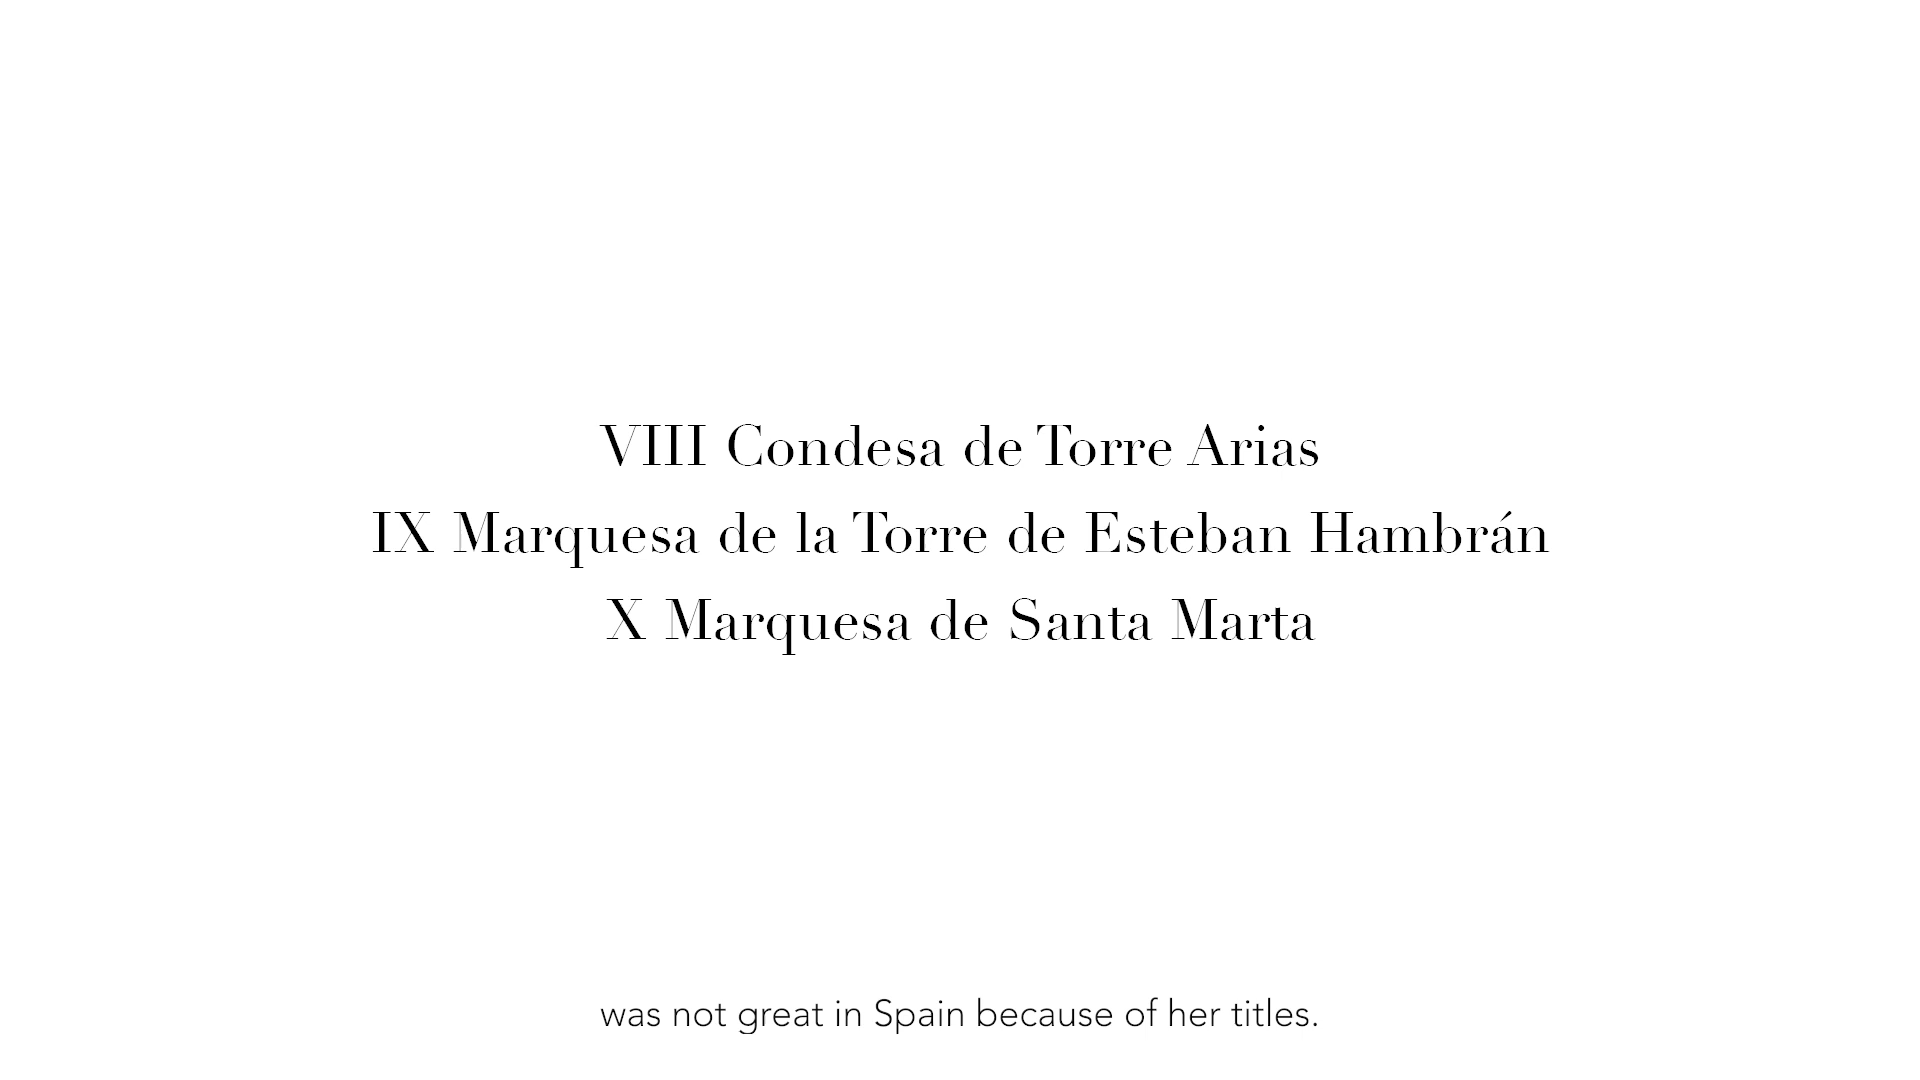 VIII Condesa de Torre Arias
IX Marquesa de la Torre de Esteban Hambrán
X Marquesa de Santa Marta
was not great in Spain because of her titles.